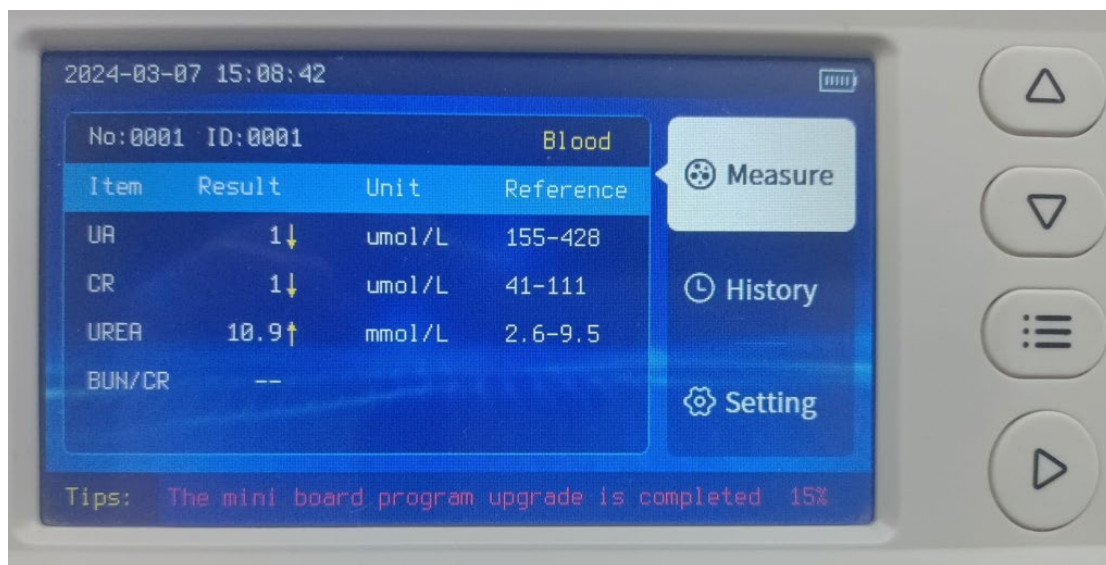 2024-03-07 15:08:42
No:0001 ID:0001 Blood
Item Result Unit Reference
UA 1↓ umol/L 155-428
CR 1↓ umol/L 41-111
UREA 10.9↑ mmol/L 2.6-9.5
BUN/CR --
Measure
History
Setting
Tips: The mini board program upgrade is completed 15%